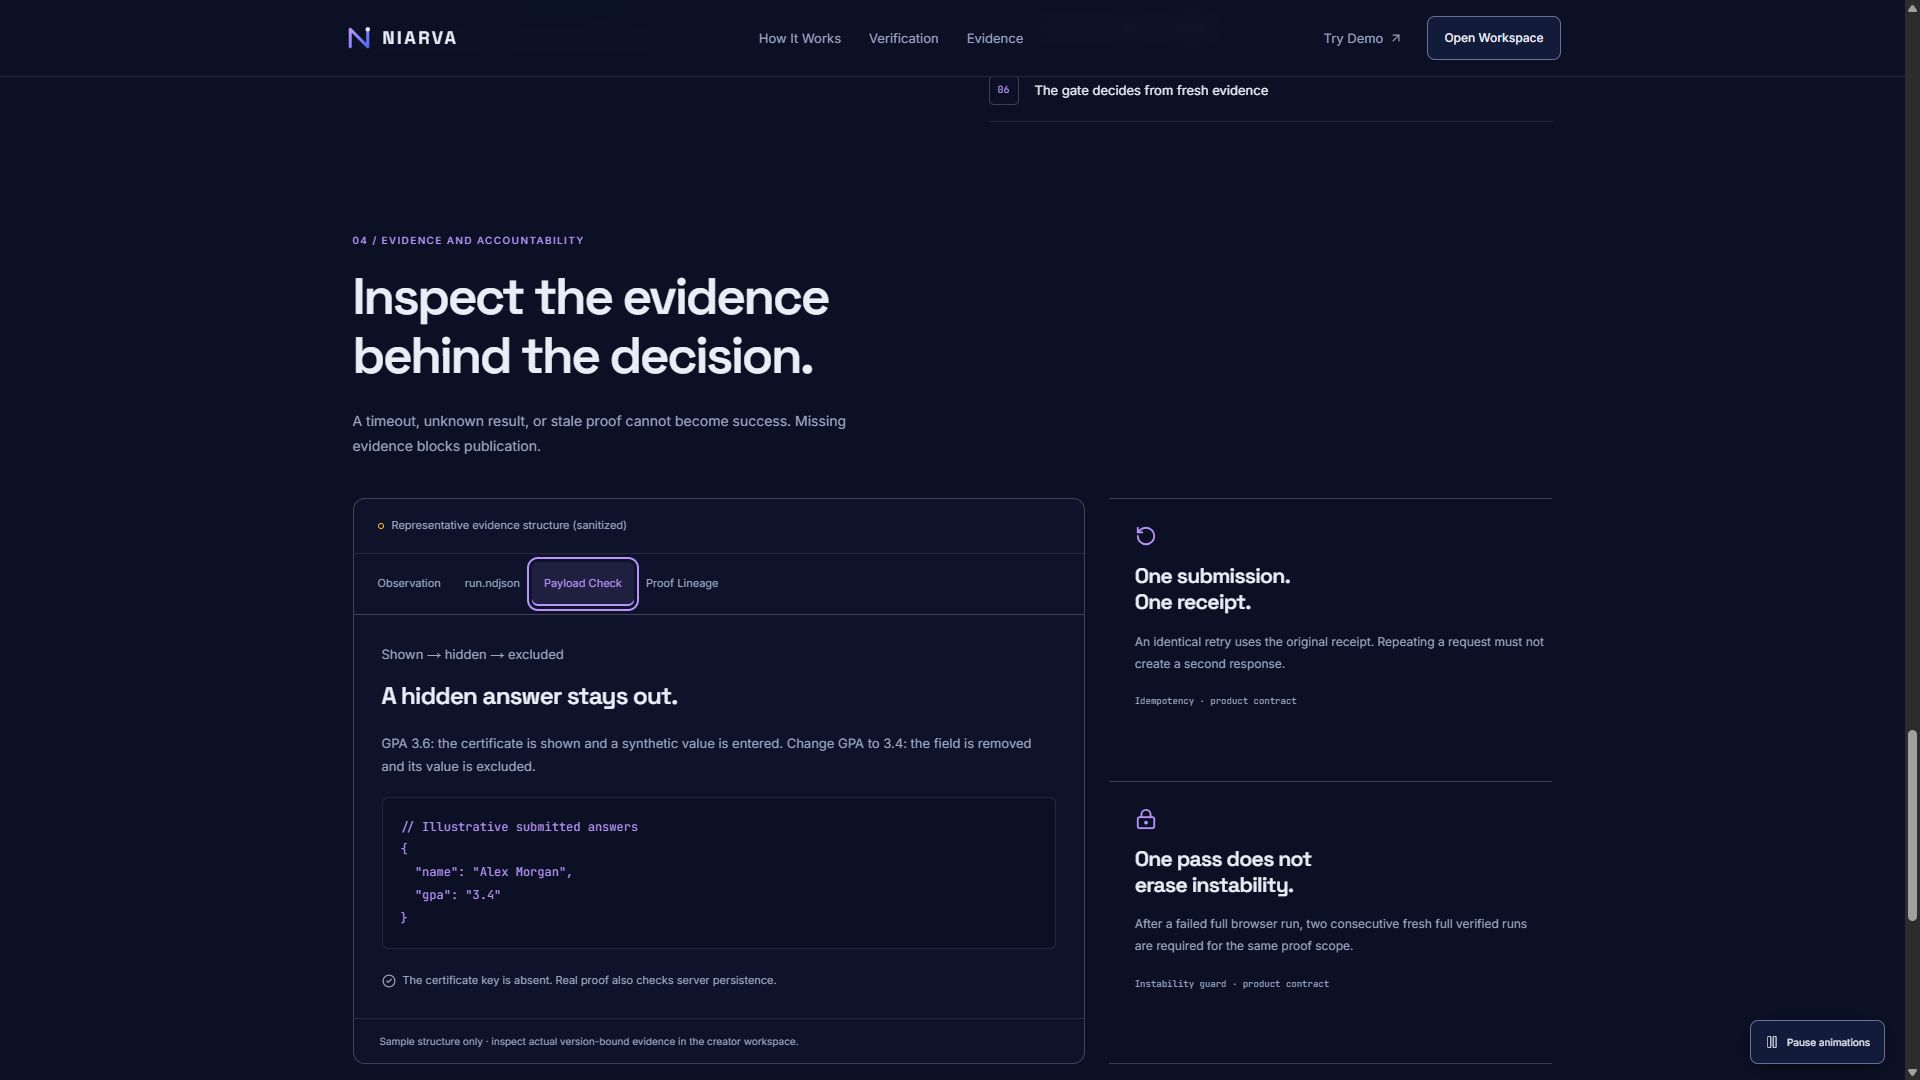 NIARVA
How It Works
Verification
Evidence
Try Demo
Open Workspace
06
The gate decides from fresh evidence
04 / EVIDENCE AND ACCOUNTABILITY
Inspect the evidence
behind the decision.
A timeout, unknown result, or stale proof cannot become success. Missing
evidence blocks publication.
Representative evidence structure (sanitized)
Observation
run.ndjson
Payload Check
Proof Lineage
Shown → hidden → excluded
A hidden answer stays out.
GPA 3.6: the certificate is shown and a synthetic value is entered. Change GPA to 3.4: the field is removed
and its value is excluded.
// Illustrative submitted answers
{
"name": "Alex Morgan",
"gpa": "3.4"
}
The certificate key is absent. Real proof also checks server persistence.
Sample structure only · inspect actual version-bound evidence in the creator workspace.
One submission.
One receipt.
An identical retry uses the original receipt. Repeating a request must not
create a second response.
Idempotency · product contract
One pass does not
erase instability.
After a failed full browser run, two consecutive fresh full verified runs
are required for the same proof scope.
Instability guard · product contract
Pause animations